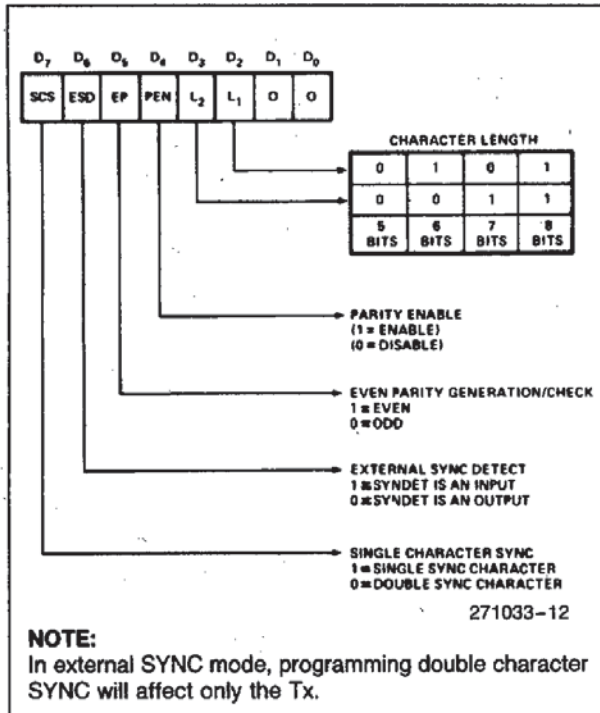 D7 D6 D5 D4 D3 D2 D1 D0
SCS ESD EP PEN L2 L1 0 0
CHARACTER LENGTH
0 1 0 1
0 0 1 1
5 BITS 6 BITS 7 BITS 8 BITS
PARITY ENABLE
(1 = ENABLE)
(0 = DISABLE)
EVEN PARITY GENERATION/CHECK
1 = EVEN
0 = ODD
EXTERNAL SYNC DETECT
1 = SYNDET IS AN INPUT
0 = SYNDET IS AN OUTPUT
SINGLE CHARACTER SYNC
1 = SINGLE SYNC CHARACTER
0 = DOUBLE SYNC CHARACTER
271033-12
NOTE:
In external SYNC mode, programming double character
SYNC will affect only the Tx.